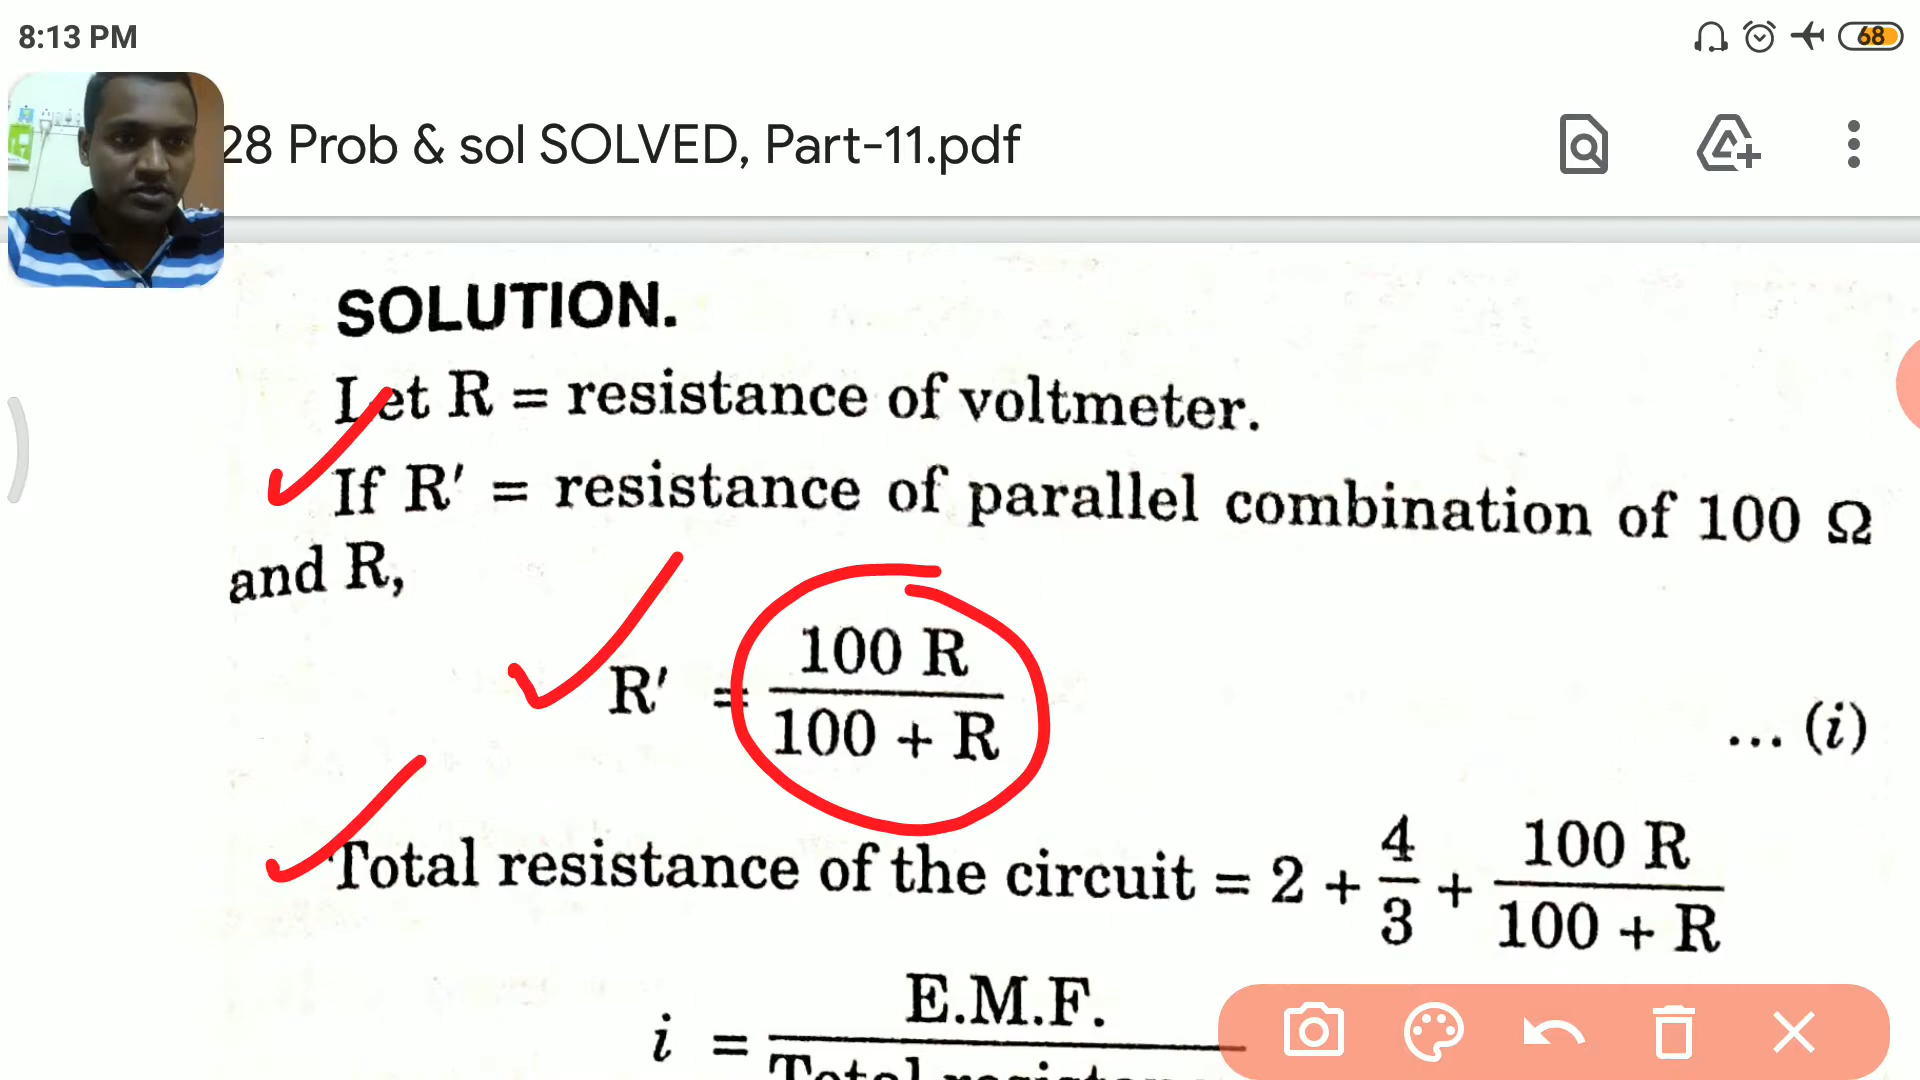 8:13 PM
68
28 Prob & sol SOLVED, Part-11.pdf
SOLUTION.
Let R = resistance of voltmeter.
If R′ = resistance of parallel combination of 100 Ω
and R,
R′ = 100 R / 100 + R ... (i)
Total resistance of the circuit = 2 + 4/3 + 100 R / 100 + R
i = E.M.F.
Total